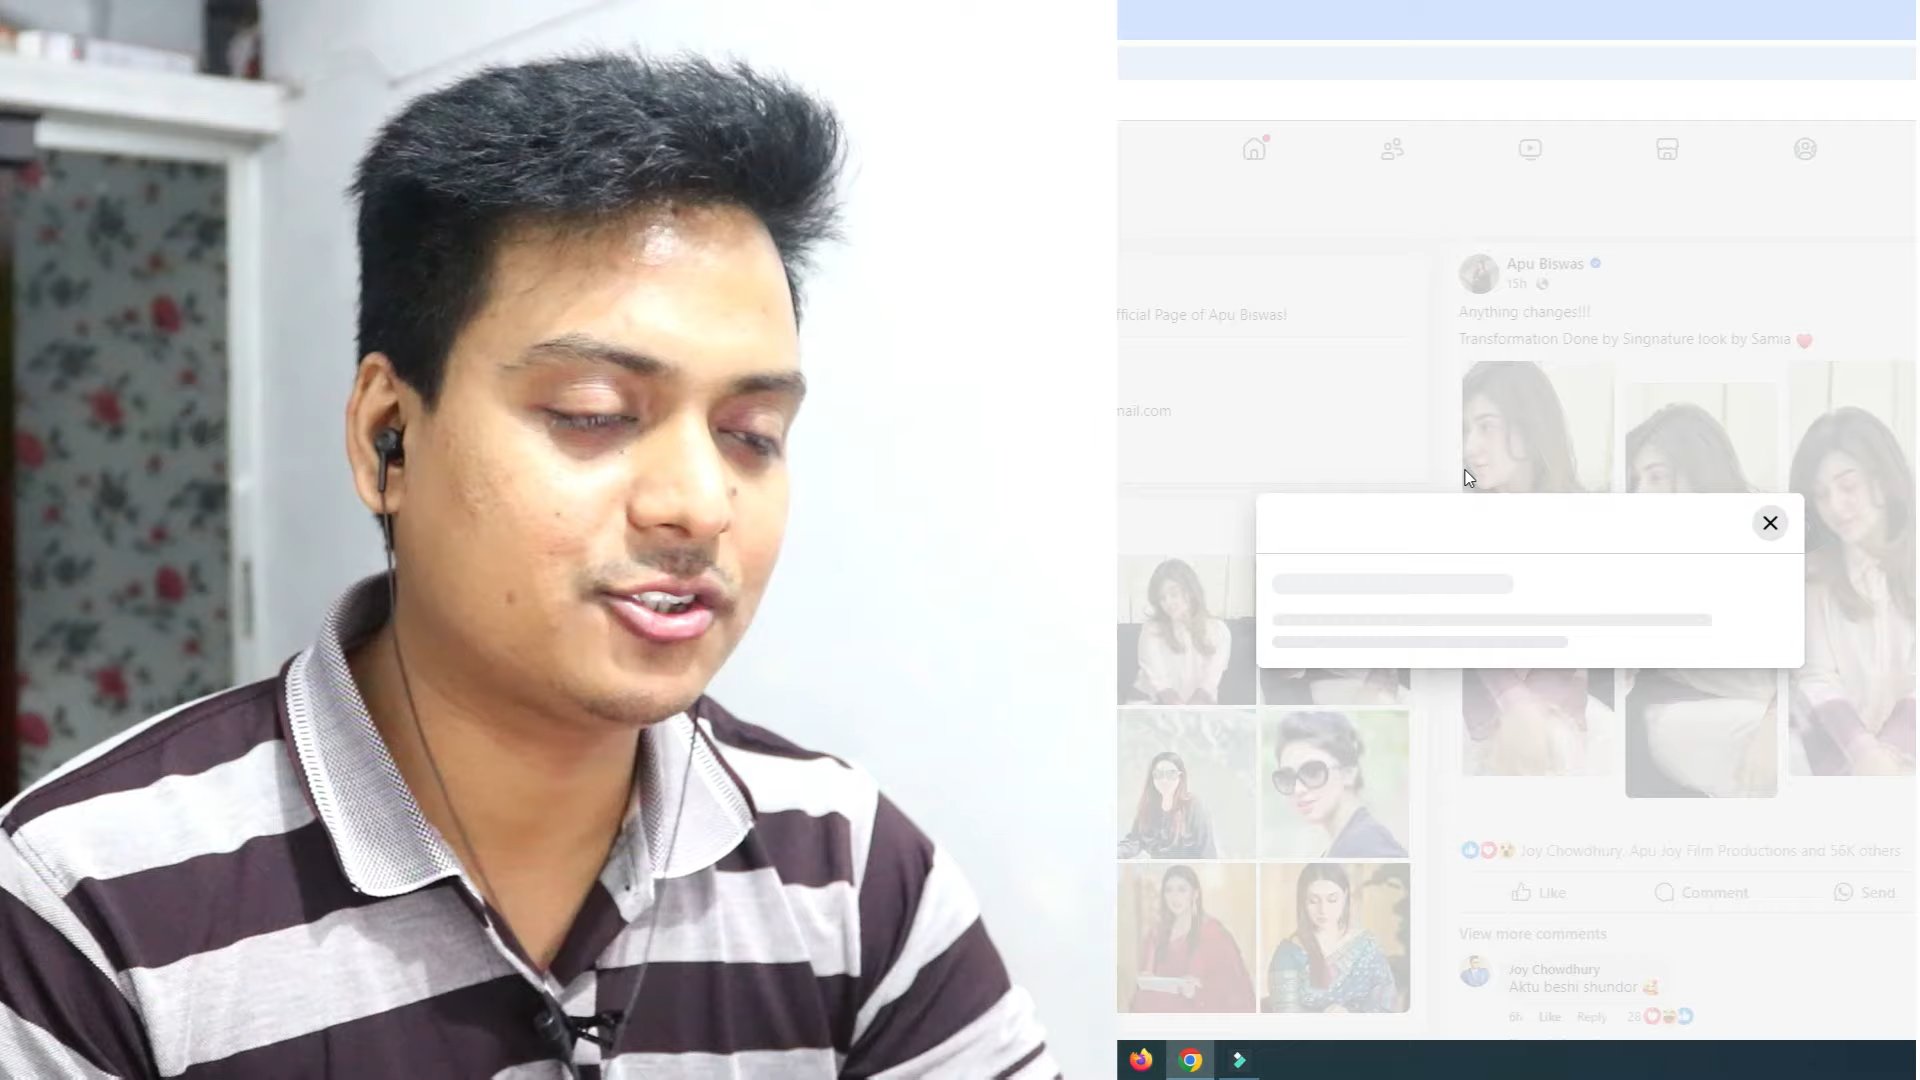 Apu Biswas
15h
fficial Page of Apu Biswas!
Anything changes!!!
Transformation Done by Singnature look by Samia
mail.com
Joy Chowdhury, Apu Joy Film Productions and 56K others
Like
Comment
Send
View more comments
Joy Chowdhury
Aktu beshi shundor
6h Like Reply 28